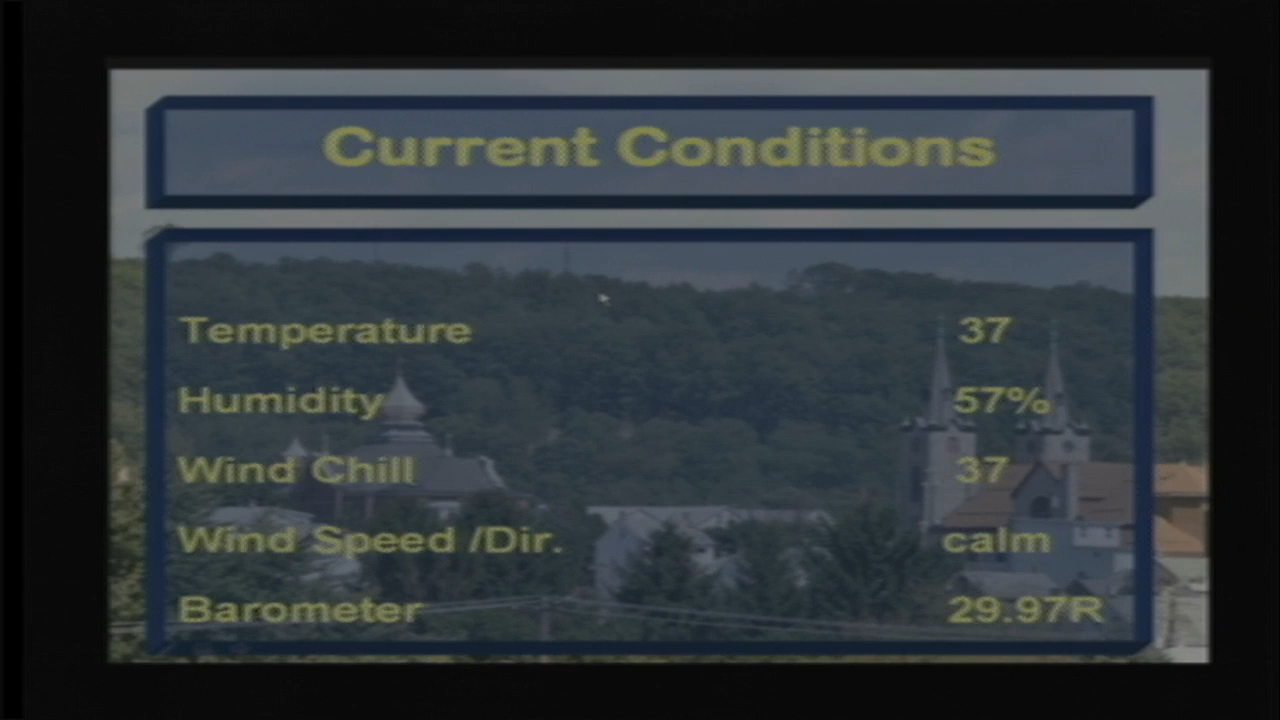 Current Conditions
Temperature 37
Humidity 57%
Wind Chill 37
Wind Speed /Dir. calm
Barometer 29.97R